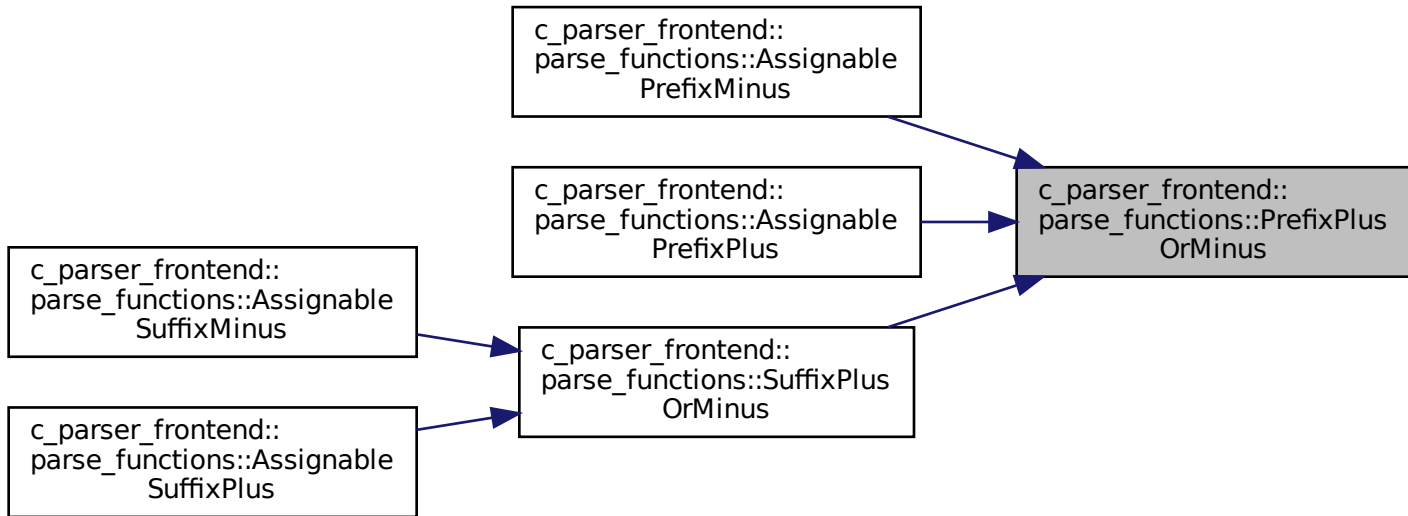 c_parser_frontend::
parse_functions::Assignable
PrefixMinus
c_parser_frontend::
parse_functions::Assignable
PrefixPlus
c_parser_frontend::
parse_functions::PrefixPlus
OrMinus
c_parser_frontend::
parse_functions::Assignable
SuffixMinus
c_parser_frontend::
parse_functions::SuffixPlus
OrMinus
c_parser_frontend::
parse_functions::Assignable
SuffixPlus